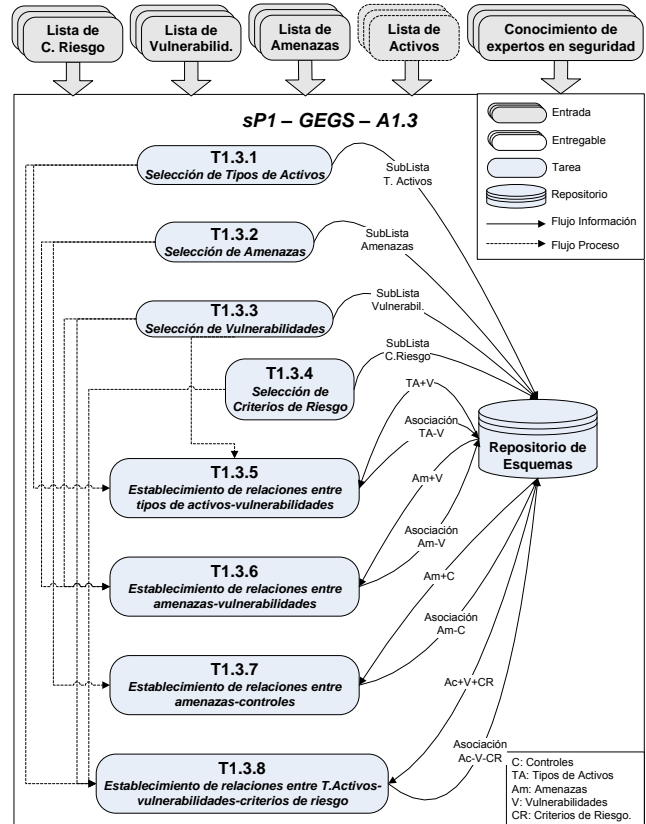 Lista de
C. Riesgo
Lista de
Vulnerabilid.
Lista de
Amenazas
Lista de
Activos
Conocimiento de
expertos en seguridad
sP1 – GEGS – A1.3
Entrada
Entregable
Tarea
Repositorio
Flujo Información
Flujo Proceso
T1.3.1
Selección de Tipos de Activos
SubLista
T. Activos
T1.3.2
Selección de Amenazas
SubLista
Amenazas
T1.3.3
Selección de Vulnerabilidades
SubLista
Vulnerabil.
T1.3.4
Selección de
Criterios de Riesgo
SubLista
C.Riesgo
TA+V
Asociación
TA-V
Repositorio de
Esquemas
T1.3.5
Establecimiento de relaciones entre
tipos de activos-vulnerabilidades
Am+V
Asociación
Am-V
T1.3.6
Establecimiento de relaciones entre
amenazas-vulnerabilidades
Am+C
Asociación
Am-C
T1.3.7
Establecimiento de relaciones entre
amenazas-controles
Ac+V+CR
Asociación
Ac-V-CR
T1.3.8
Establecimiento de relaciones entre T.Activos-
vulnerabilidades-criterios de riesgo
C: Controles
TA: Tipos de Activos
Am: Amenazas
V: Vulnerabilidades
CR: Criterios de Riesgo.